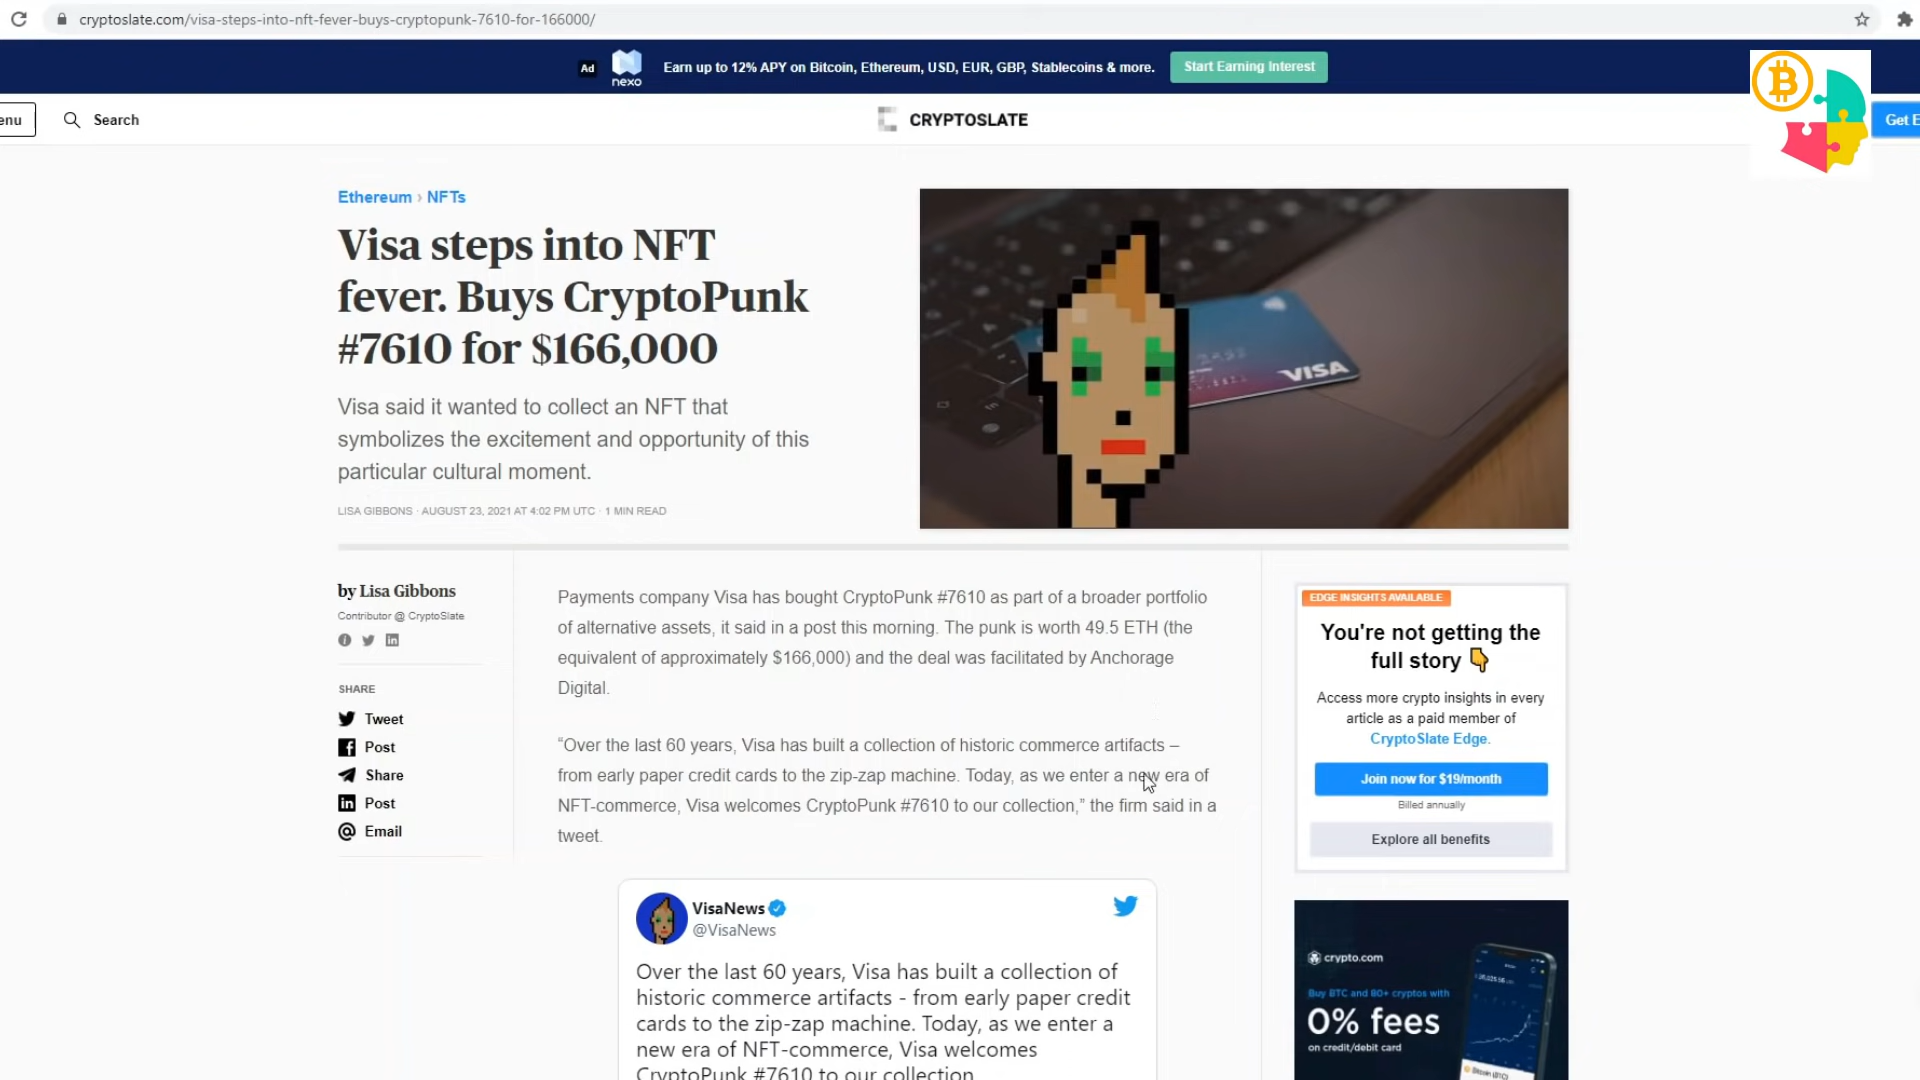 cryptoslate.com/visa-steps-into-nft-fever-buys-cryptopunk-7610-for-166000/
Ad
nexo
Earn up to 12% APY on Bitcoin, Ethereum, USD, EUR, GBP, Stablecoins & more.
Start Earning Interest
enu
Search
CRYPTOSLATE
Get E
Ethereum › NFTs
Visa steps into NFT
fever. Buys CryptoPunk
#7610 for $166,000
Visa said it wanted to collect an NFT that
symbolizes the excitement and opportunity of this
particular cultural moment.
LISA GIBBONS · AUGUST 23, 2021 AT 4:02 PM UTC · 1 MIN READ
VISA
by Lisa Gibbons
Contributor @ CryptoSlate
SHARE
Tweet
Post
Share
Post
Email
Payments company Visa has bought CryptoPunk #7610 as part of a broader portfolio
of alternative assets, it said in a post this morning. The punk is worth 49.5 ETH (the
equivalent of approximately $166,000) and the deal was facilitated by Anchorage
Digital.
“Over the last 60 years, Visa has built a collection of historic commerce artifacts –
from early paper credit cards to the zip-zap machine. Today, as we enter a new era of
NFT-commerce, Visa welcomes CryptoPunk #7610 to our collection,” the firm said in a
tweet.
VisaNews
@VisaNews
Over the last 60 years, Visa has built a collection of
historic commerce artifacts - from early paper credit
cards to the zip-zap machine. Today, as we enter a
new era of NFT-commerce, Visa welcomes
CryptoPunk #7610 to our collection
EDGE INSIGHTS AVAILABLE
You're not getting the
full story 👇
Access more crypto insights in every
article as a paid member of
CryptoSlate Edge.
Join now for $19/month
Billed annually
Explore all benefits
crypto.com
Buy BTC and 80+ cryptos with
0% fees
on credit/debit card
Bitcoin (BTC)